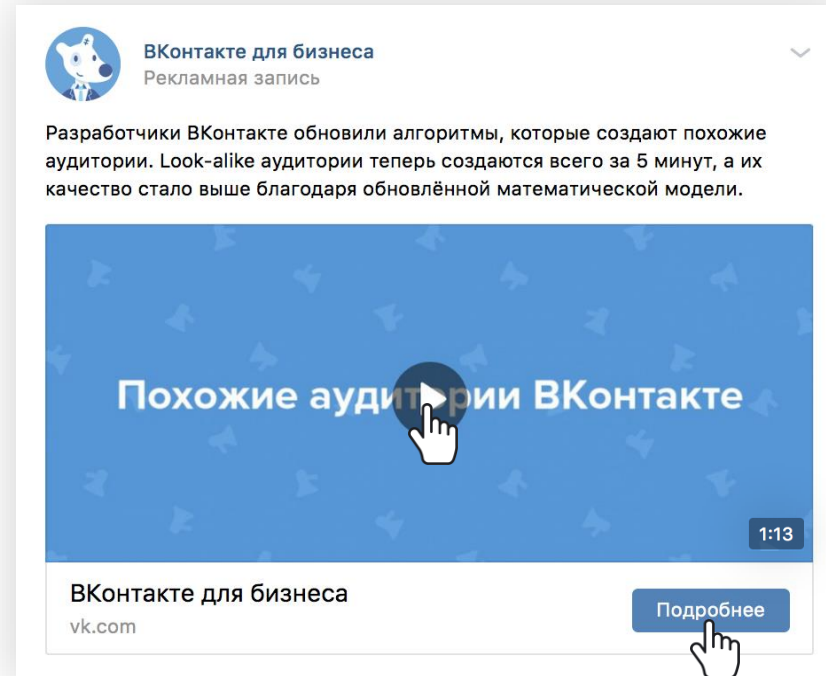 ВКонтакте для бизнеса
Рекламная запись
Разработчики ВКонтакте обновили алгоритмы, которые создают похожие
аудитории. Look-alike аудитории теперь создаются всего за 5 минут, а их
качество стало выше благодаря обновлённой математической модели.
Похожие аудитории ВКонтакте
1:13
ВКонтакте для бизнеса
Подробнее
vk.com